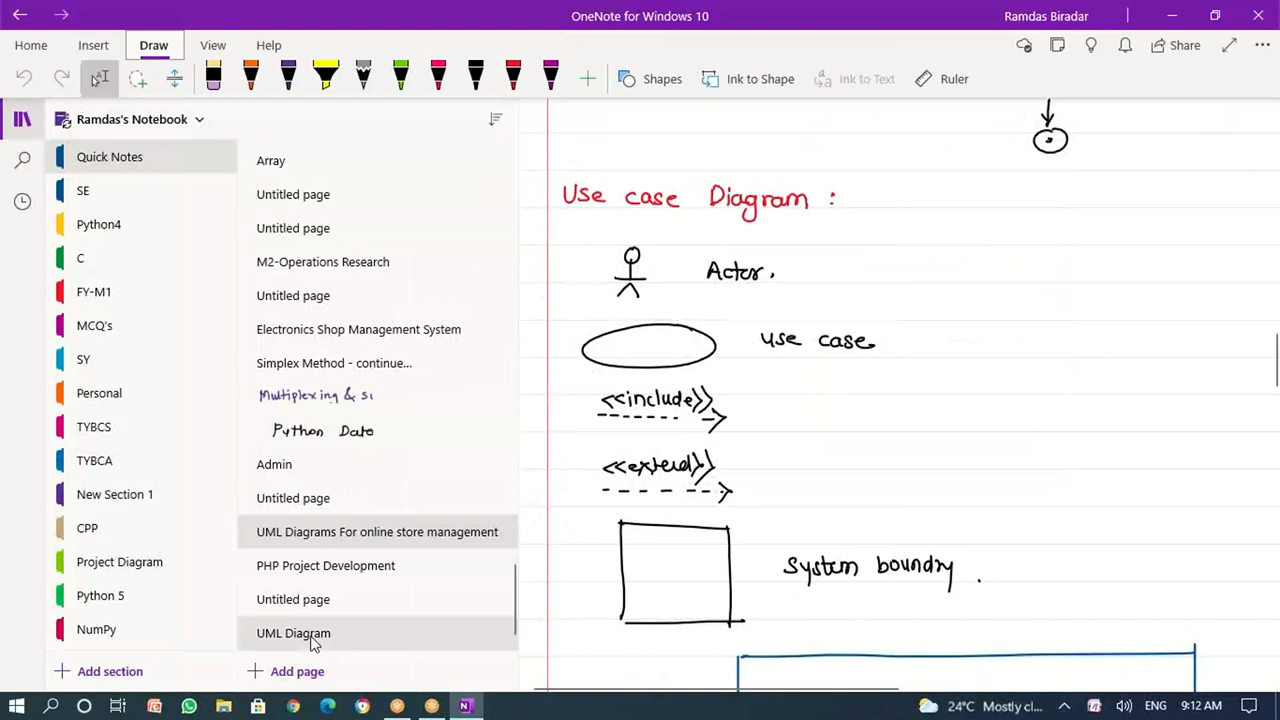 OneNote for Windows 10
Ramdas Biradar
Home
Insert
Draw
View
Help
Share
Shapes
Ink to Shape
Ink to Text
Ruler
Ramdas's Notebook
Quick Notes
SE
Python4
C
FY-M1
MCQ's
SY
Personal
TYBCS
TYBCA
New Section 1
CPP
Project Diagram
Python 5
NumPy
Add section
Array
Untitled page
Untitled page
M2-Operations Research
Untitled page
Electronics Shop Management System
Simplex Method - continue...
Multiplexing &
Python Date
Admin
Untitled page
UML Diagrams For online store management
PHP Project Development
Untitled page
UML Diagram
Add page
Use case Diagram :
Actor.
use case
<<include>>
<<extend>>
System boundry .
24°C Mostly cl...
ENG
9:12 AM